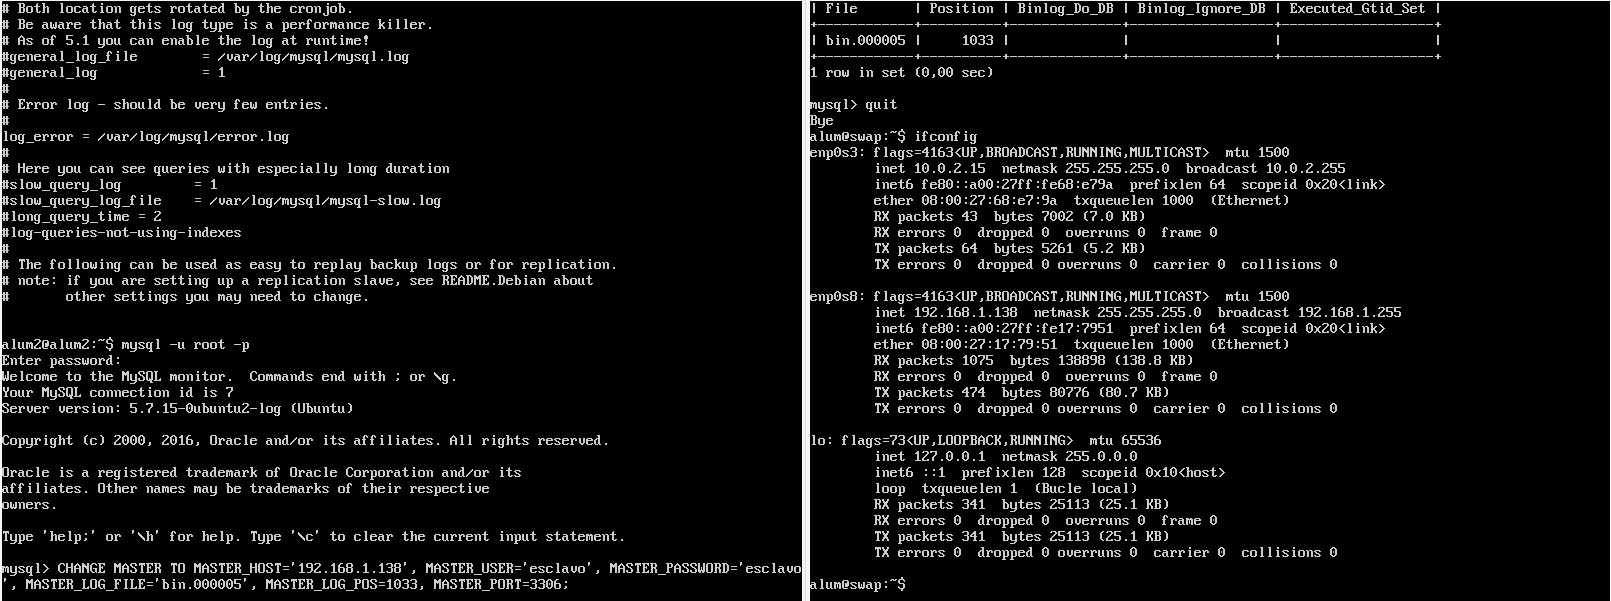 # Both location gets rotated by the cronjob.
# Be aware that this log type is a performance killer.
# As of 5.1 you can enable the log at runtime!
#general_log_file        = /var/log/mysql/mysql.log
#general_log             = 1
#
# Error log - should be very few entries.
#
log_error = /var/log/mysql/error.log
#
# Here you can see queries with especially long duration
#slow_query_log         = 1
#slow_query_log_file    = /var/log/mysql/mysql-slow.log
#long_query_time = 2
#log-queries-not-using-indexes
#
# The following can be used as easy to replay backup logs or for replication.
# note: if you are setting up a replication slave, see README.Debian about
#       other settings you may need to change.
alum2@alum2:~$ mysql -u root -p
Enter password:
Welcome to the MySQL monitor.  Commands end with ; or \g.
Your MySQL connection id is 7
Server version: 5.7.15-0ubuntu2-log (Ubuntu)
Copyright (c) 2000, 2016, Oracle and/or its affiliates. All rights reserved.
Oracle is a registered trademark of Oracle Corporation and/or its
affiliates. Other names may be trademarks of their respective
owners.
Type 'help;' or '\h' for help. Type '\c' to clear the current input statement.
mysql> CHANGE MASTER TO MASTER_HOST='192.168.1.138', MASTER_USER='esclavo', MASTER_PASSWORD='esclavo
', MASTER_LOG_FILE='bin.000005', MASTER_LOG_POS=1033, MASTER_PORT=3306;
| File       | Position | Binlog_Do_DB | Binlog_Ignore_DB | Executed_Gtid_Set |
+------------+----------+--------------+------------------+-------------------+
| bin.000005 |     1033 |              |                  |                   |
+------------+----------+--------------+------------------+-------------------+
1 row in set (0,00 sec)
mysql> quit
Bye
alum@swap:~$ ifconfig
enp0s3: flags=4163<UP,BROADCAST,RUNNING,MULTICAST>  mtu 1500
        inet 10.0.2.15  netmask 255.255.255.0  broadcast 10.0.2.255
        inet6 fe80::a00:27ff:fe68:e79a  prefixlen 64  scopeid 0x20<link>
        ether 08:00:27:68:e7:9a  txqueuelen 1000  (Ethernet)
        RX packets 43  bytes 7002 (7.0 KB)
        RX errors 0  dropped 0  overruns 0  frame 0
        TX packets 64  bytes 5261 (5.2 KB)
        TX errors 0  dropped 0 overruns 0  carrier 0  collisions 0
enp0s8: flags=4163<UP,BROADCAST,RUNNING,MULTICAST>  mtu 1500
        inet 192.168.1.138  netmask 255.255.255.0  broadcast 192.168.1.255
        inet6 fe80::a00:27ff:fe17:7951  prefixlen 64  scopeid 0x20<link>
        ether 08:00:27:17:79:51  txqueuelen 1000  (Ethernet)
        RX packets 1075  bytes 138898 (138.8 KB)
        RX errors 0  dropped 0  overruns 0  frame 0
        TX packets 474  bytes 80776 (80.7 KB)
        TX errors 0  dropped 0 overruns 0  carrier 0  collisions 0
lo: flags=73<UP,LOOPBACK,RUNNING>  mtu 65536
        inet 127.0.0.1  netmask 255.0.0.0
        inet6 ::1  prefixlen 128  scopeid 0x10<host>
        loop  txqueuelen 1  (Bucle local)
        RX packets 341  bytes 25113 (25.1 KB)
        RX errors 0  dropped 0  overruns 0  frame 0
        TX packets 341  bytes 25113 (25.1 KB)
        TX errors 0  dropped 0 overruns 0  carrier 0  collisions 0
alum@swap:~$